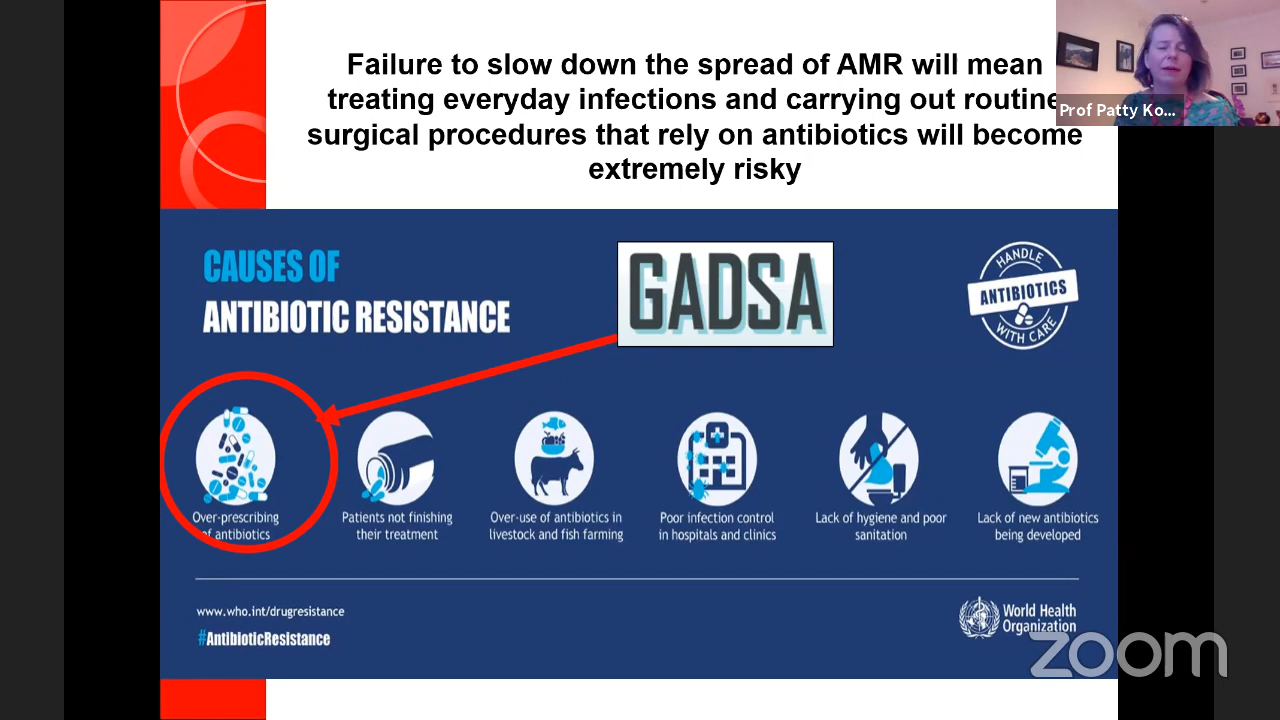 Failure to slow down the spread of AMR will mean
treating everyday infections and carrying out routine
surgical procedures that rely on antibiotics will become
extremely risky
Prof Patty Ko...
CAUSES OF
ANTIBIOTIC RESISTANCE
GADSA
HANDLE
ANTIBIOTICS
WITH CARE
Over-prescribing
of antibiotics
Patients not finishing
their treatment
Over-use of antibiotics in
livestock and fish farming
Poor infection control
in hospitals and clinics
Lack of hygiene and poor
sanitation
Lack of new antibiotics
being developed
www.who.int/drugresistance
#AntibioticResistance
World Health
Organization
zoom